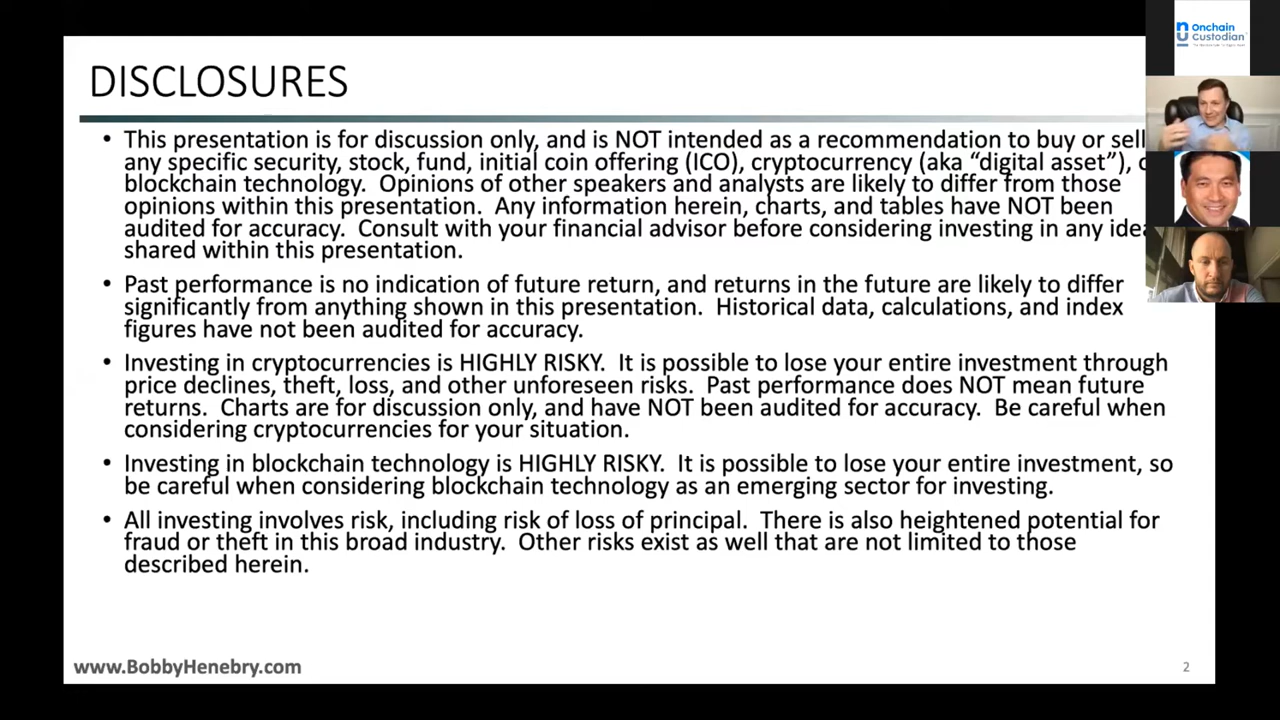 DISCLOSURES
• This presentation is for discussion only, and is NOT intended as a recommendation to buy or sell
any specific security, stock, fund, initial coin offering (ICO), cryptocurrency (aka “digital asset”),
blockchain technology.  Opinions of other speakers and analysts are likely to differ from those
opinions within this presentation.  Any information herein, charts, and tables have NOT been
audited for accuracy.  Consult with your financial advisor before considering investing in any
shared within this presentation.
• Past performance is no indication of future return, and returns in the future are likely to differ
significantly from anything shown in this presentation.  Historical data, calculations, and index
figures have not been audited for accuracy.
• Investing in cryptocurrencies is HIGHLY RISKY.  It is possible to lose your entire investment through
price declines, theft, loss, and other unforeseen risks.  Past performance does NOT mean future
returns.  Charts are for discussion only, and have NOT been audited for accuracy.  Be careful when
considering cryptocurrencies for your situation.
• Investing in blockchain technology is HIGHLY RISKY.  It is possible to lose your entire investment, so
be careful when considering blockchain technology as an emerging sector for investing.
• All investing involves risk, including risk of loss of principal.  There is also heightened potential for
fraud or theft in this broad industry.  Other risks exist as well that are not limited to those
described herein.
www.BobbyHenebry.com
2
Onchain
Custodian